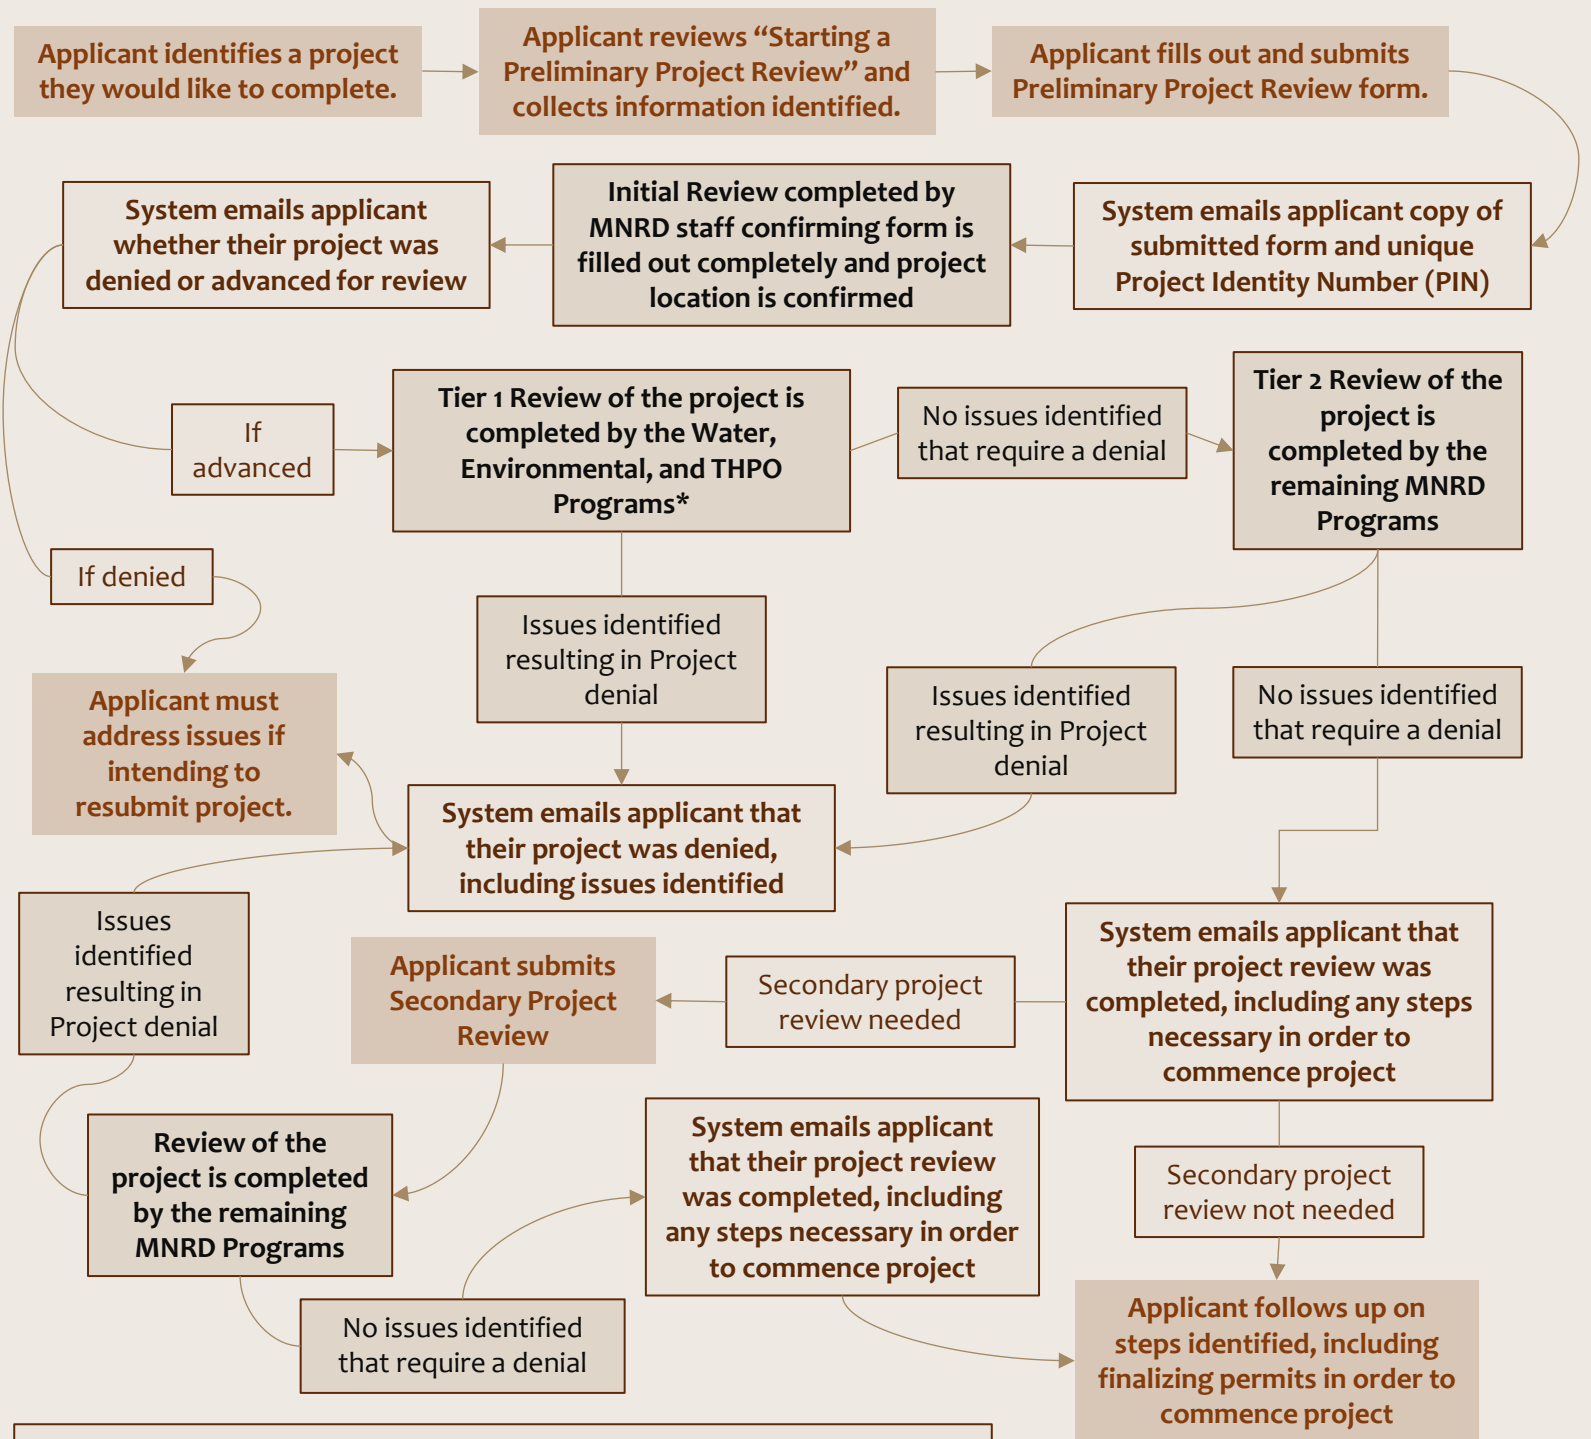 Applicant identifies a project
they would like to complete.
Applicant reviews “Starting a
Preliminary Project Review” and
collects information identified.
Applicant fills out and submits
Preliminary Project Review form.
System emails applicant
whether their project was
denied or advanced for review
Initial Review completed by
MNRD staff confirming form is
filled out completely and project
location is confirmed
System emails applicant copy of
submitted form and unique
Project Identity Number (PIN)
If
advanced
Tier 1 Review of the project is
completed by the Water,
Environmental, and THPO
Programs*
No issues identified
that require a denial
Tier 2 Review of the
project is
completed by the
remaining MNRD
Programs
If denied
Issues identified
resulting in Project
denial
Issues identified
resulting in Project
denial
No issues identified
that require a denial
Applicant must
address issues if
intending to
resubmit project.
System emails applicant that
their project was denied,
including issues identified
Issues
identified
resulting in
Project denial
Applicant submits
Secondary Project
Review
Secondary project
review needed
System emails applicant that
their project review was
completed, including any steps
necessary in order to
commence project
Review of the
project is completed
by the remaining
MNRD Programs
System emails applicant
that their project review
was completed, including
any steps necessary in order
to commence project
Secondary project
review not needed
No issues identified
that require a denial
Applicant follows up on
steps identified, including
finalizing permits in order to
commence project